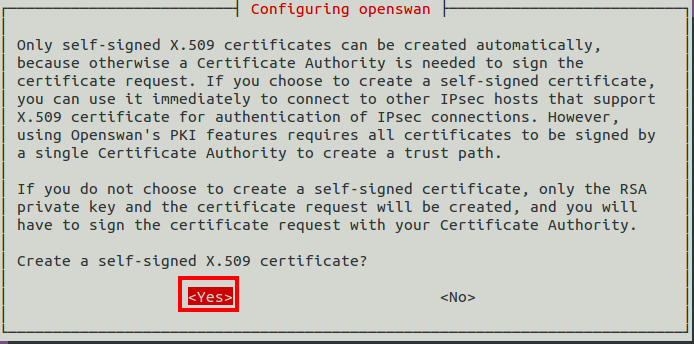 Configuring openswan
Only self-signed X.509 certificates can be created automatically,
because otherwise a Certificate Authority is needed to sign the
certificate request. If you choose to create a self-signed certificate,
you can use it immediately to connect to other IPsec hosts that support
X.509 certificate for authentication of IPsec connections. However,
using Openswan's PKI features requires all certificates to be signed by
a single Certificate Authority to create a trust path.
If you do not choose to create a self-signed certificate, only the RSA
private key and the certificate request will be created, and you will
have to sign the certificate request with your Certificate Authority.
Create a self-signed X.509 certificate?
<Yes> <No>